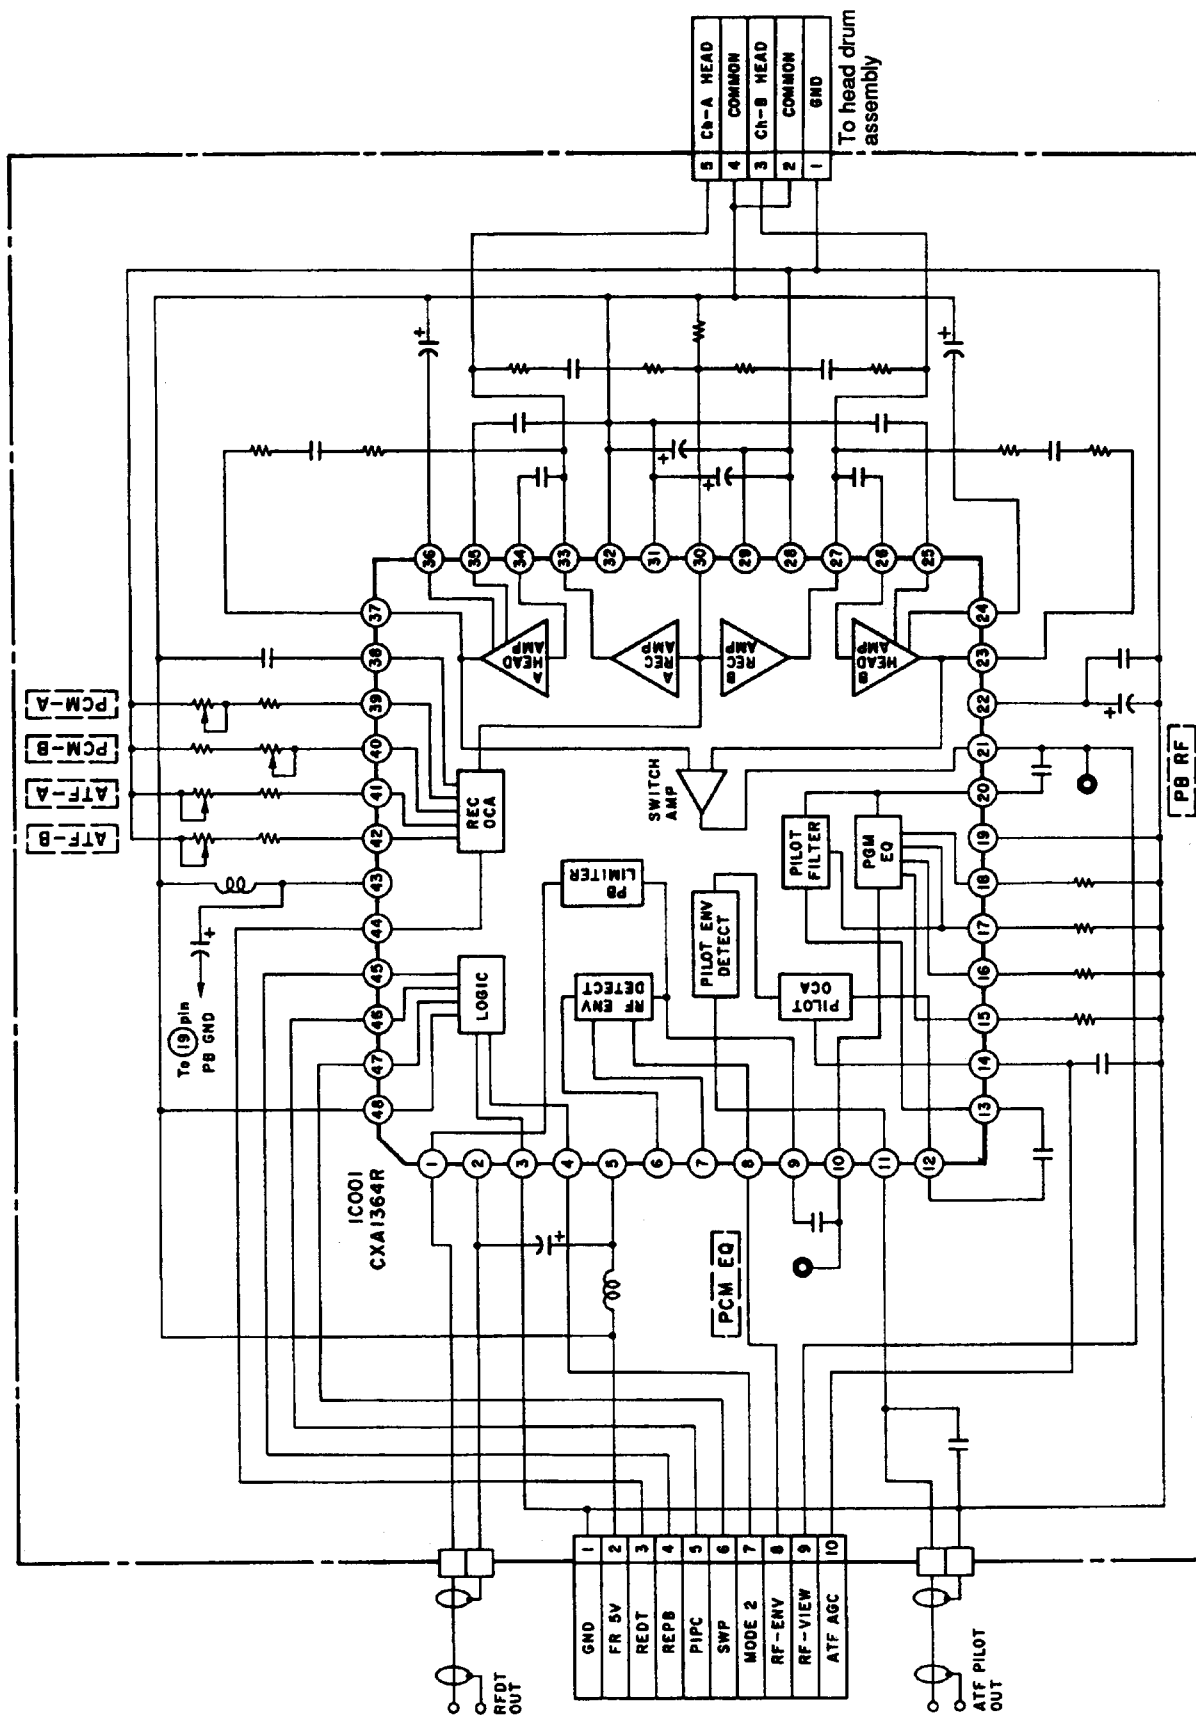 5 Ch-A HEAD
4 COMMON
3 Ch-B HEAD
2 COMMON
1 GND
To head drum
assembly
PCM-A
PCM-B
ATF-A
ATF-B
PB RF
PCM EQ
37
38
39
40
41
42
43
44
45
46
47
48
36
35
34
33
32
31
30
29
28
27
26
25
24
23
22
21
20
19
18
17
16
15
14
13
1
2
3
4
5
6
7
8
9
10
11
12
A
HEAD
AMP
A
REC
AMP
B
REC
AMP
B
HEAD
AMP
SWITCH
AMP
REC
OCA
PB
LIMITER
PILOT
FILTER
PGM
EQ
PILOT ENV
DETECT
RF ENV
DETECT
PILOT
OCA
LOGIC
To 19 pin
PB GND
IC001
CXA1364R
+
+
+
+
+
+
+
GND 1
FR 5V 2
REDT 3
REPB 4
PIPC 5
SWP 6
MODE 2 7
RF-ENV 8
RF-VIEW 9
ATF AGC 10
RFDT
OUT
ATF PILOT
OUT